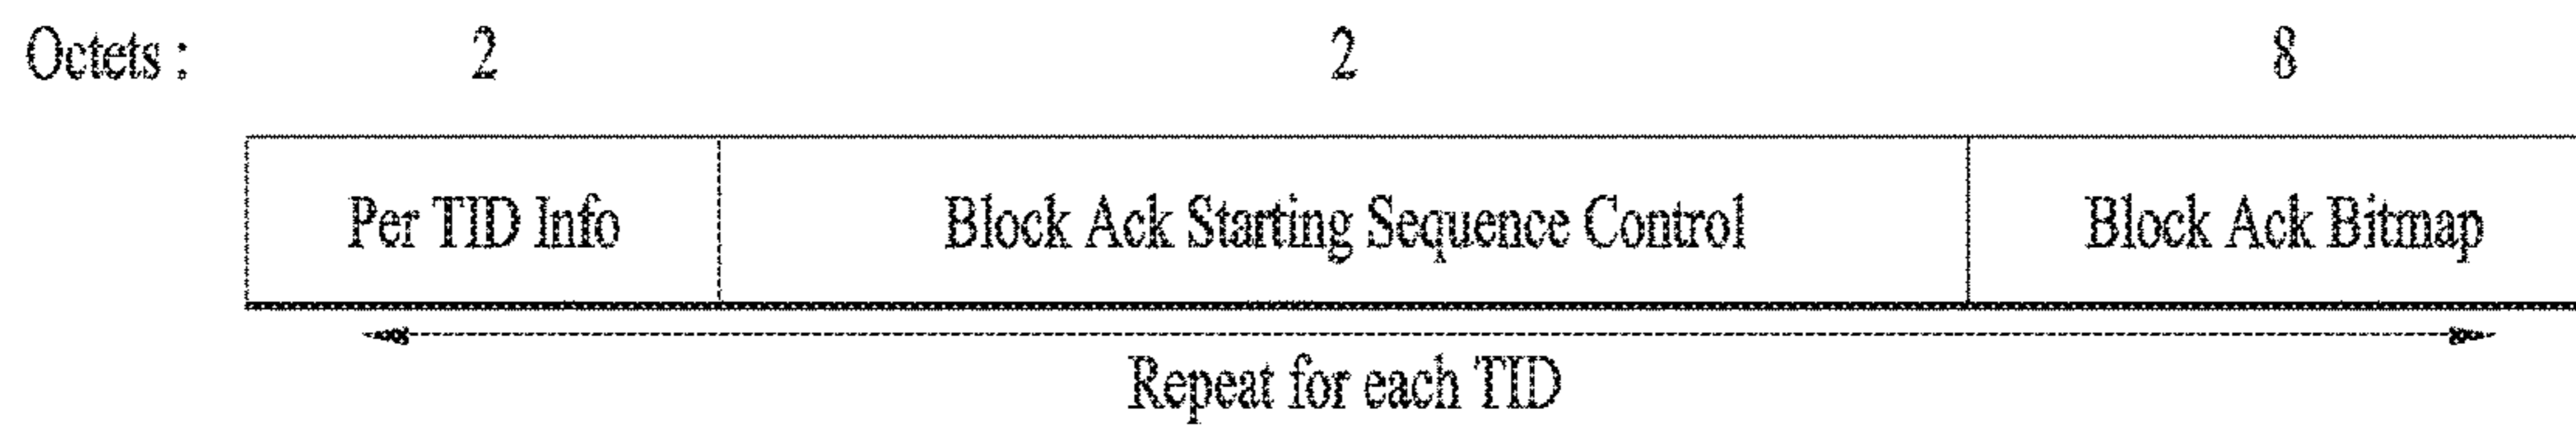 Octets : 2 2 8
Per TID Info Block Ack Starting Sequence Control Block Ack Bitmap
Repeat for each TID